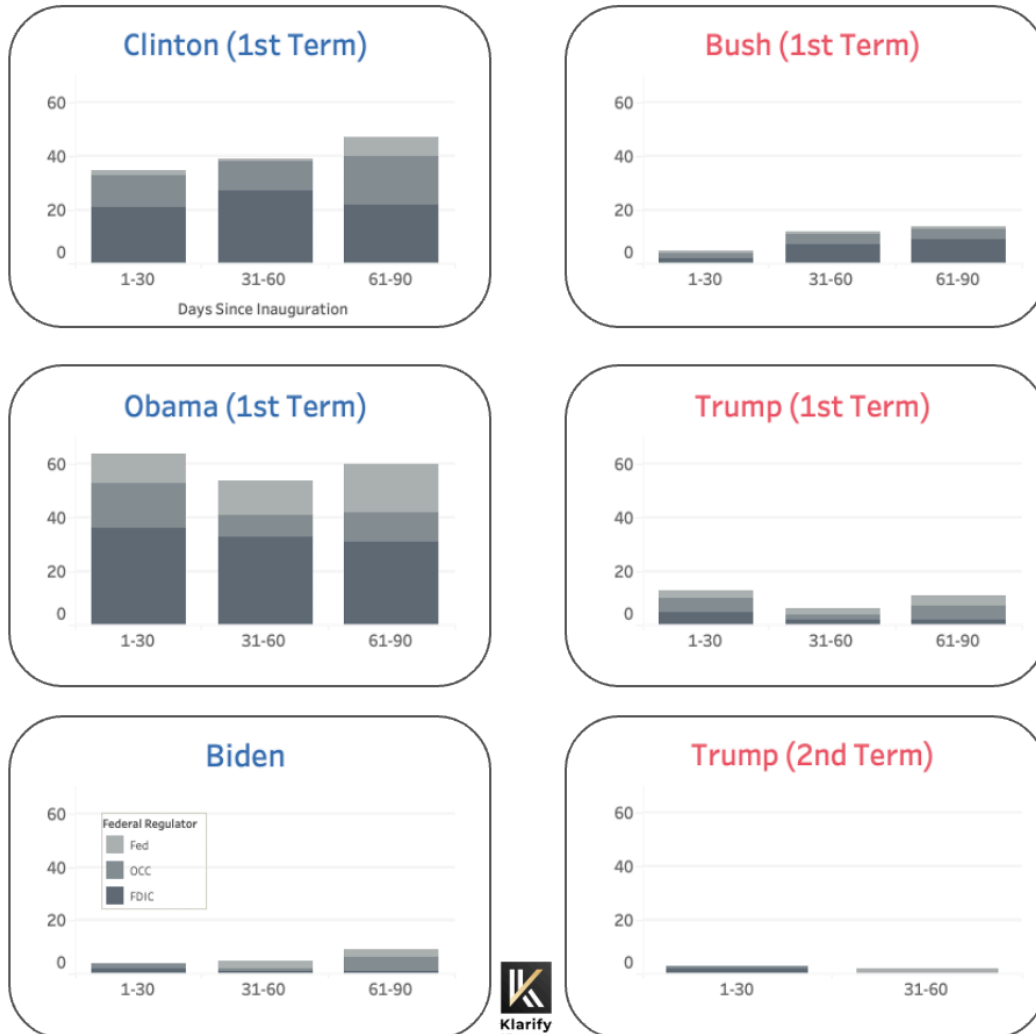 Clinton (1st Term)
60
40
20
0
1-30 31-60 61-90
Days Since Inauguration
Bush (1st Term)
60
40
20
0
1-30 31-60 61-90
Obama (1st Term)
60
40
20
0
1-30 31-60 61-90
Trump (1st Term)
60
40
20
0
1-30 31-60 61-90
Biden
60
40
20
0
Federal Regulator
Fed
OCC
FDIC
1-30 31-60 61-90
Trump (2nd Term)
60
40
20
0
1-30 31-60
Klarify